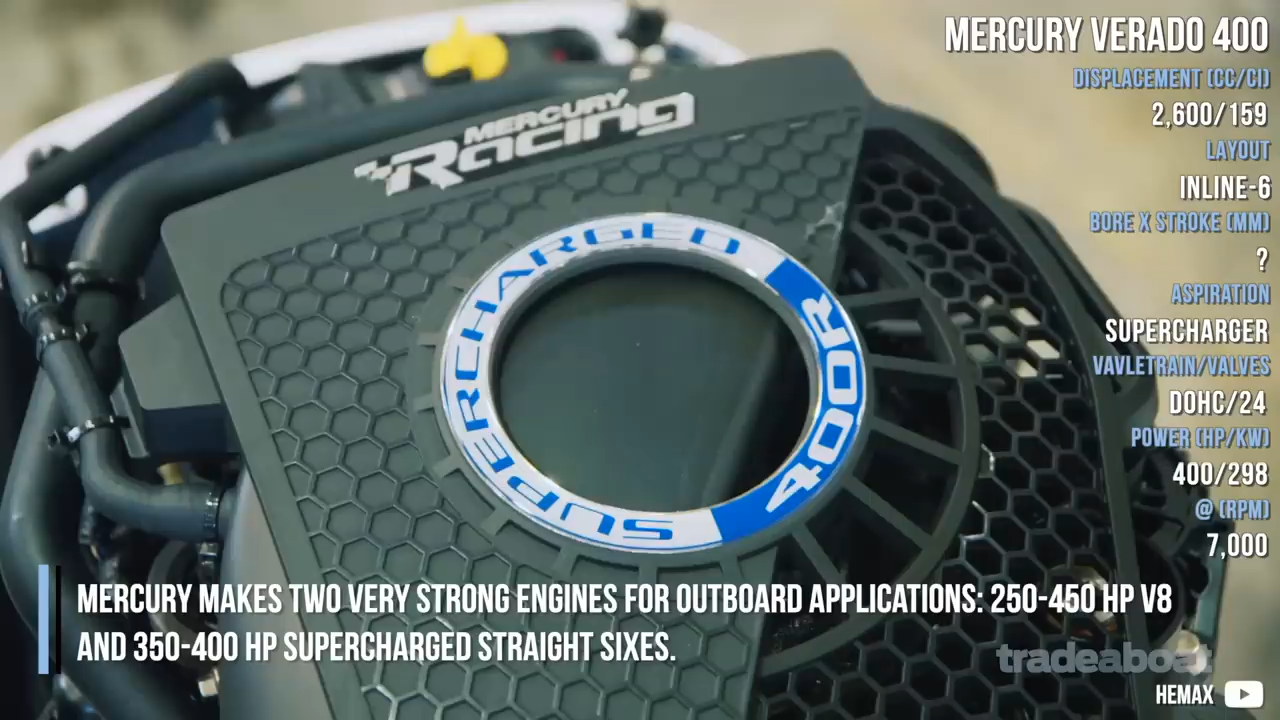 MERCURY VERADO 400
DISPLACEMENT (CC/CI)
2,600/159
LAYOUT
INLINE-6
BORE X STROKE (MM)
?
ASPIRATION
SUPERCHARGER
VAVLETRAIN/VALVES
DOHC/24
POWER (HP/KW)
400/298
@ (RPM)
7,000
MERCURY
Racing
SUPERCHARGED
400R
MERCURY MAKES TWO VERY STRONG ENGINES FOR OUTBOARD APPLICATIONS: 250-450 HP V8
AND 350-400 HP SUPERCHARGED STRAIGHT SIXES.
tradeaboat
HEMAX